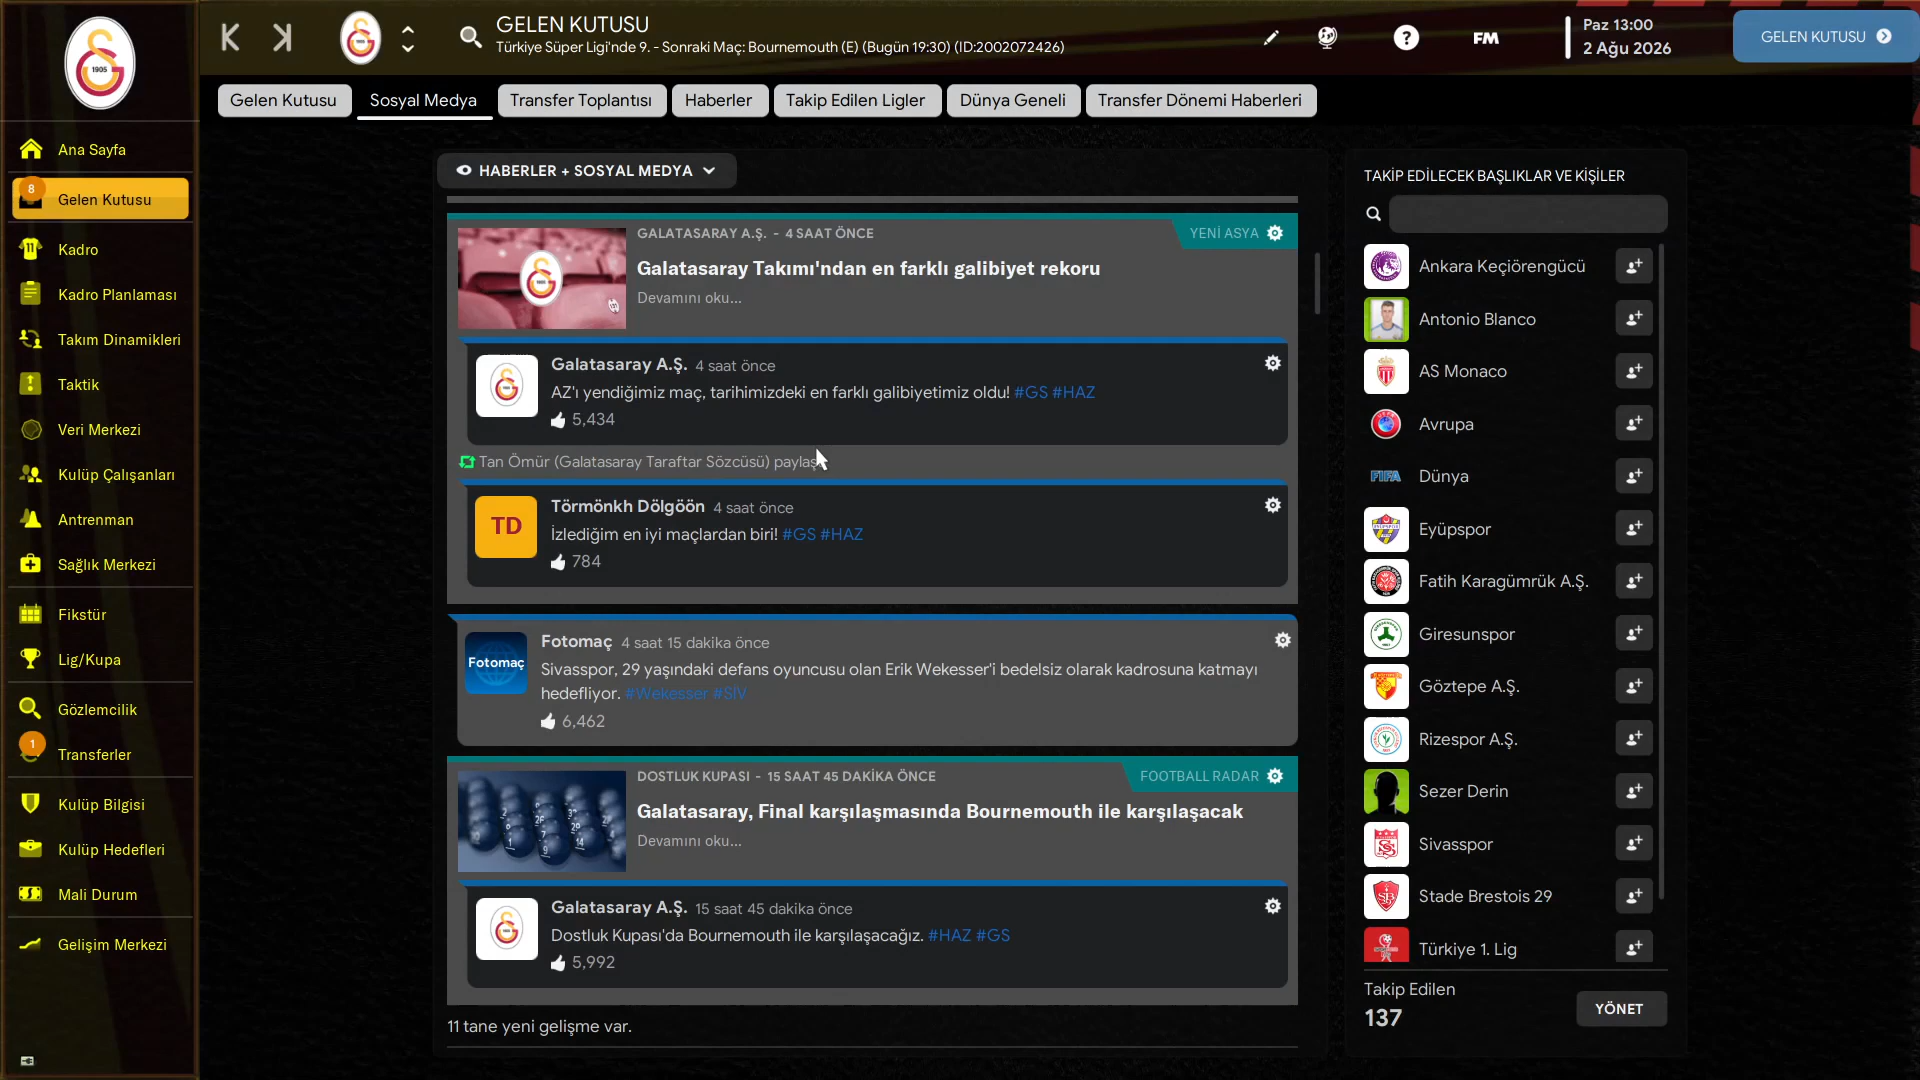 GELEN KUTUSU
Türkiye Süper Ligi'nde 9. - Sonraki Maç: Bournemouth (E) (Bugün 19:30) (ID:2002072426)
FM
Paz 13:00
2 Ağu 2026
GELEN KUTUSU
1905
Gelen Kutusu
Sosyal Medya
Transfer Toplantısı
Haberler
Takip Edilen Ligler
Dünya Geneli
Transfer Dönemi Haberleri
Ana Sayfa
8
Gelen Kutusu
Kadro
Kadro Planlaması
Takım Dinamikleri
Taktik
Veri Merkezi
Kulüp Çalışanları
Antrenman
Sağlık Merkezi
Fikstür
Lig/Kupa
Gözlemcilik
1
Transferler
Kulüp Bilgisi
Kulüp Hedefleri
Mali Durum
Gelişim Merkezi
HABERLER + SOSYAL MEDYA
GALATASARAY A.Ş. - 4 SAAT ÖNCE
YENİ ASYA
Galatasaray Takımı'ndan en farklı galibiyet rekoru
Devamını oku...
Galatasaray A.Ş. 4 saat önce
AZ'ı yendiğimiz maç, tarihimizdeki en farklı galibiyetimiz oldu! #GS #HAZ
5,434
Tan Ömür (Galatasaray Taraftar Sözcüsü)
TD
Törmönkh Dölgöön 4 saat önce
İzlediğim en iyi maçlardan biri! #GS #HAZ
784
Fotomaç
Fotomaç 4 saat 15 dakika önce
Sivasspor, 29 yaşındaki defans oyuncusu olan Erik Wekesser'i bedelsiz olarak kadrosuna katmayı
hedefliyor. #Wekesser #SİV
6,462
DOSTLUK KUPASI - 15 SAAT 45 DAKİKA ÖNCE
FOOTBALL RADAR
Galatasaray, Final karşılaşmasında Bournemouth ile karşılaşacak
Devamını oku...
Galatasaray A.Ş. 15 saat 45 dakika önce
Dostluk Kupası'da Bournemouth ile karşılaşacağız. #HAZ #GS
5,992
11 tane yeni gelişme var.
TAKİP EDİLECEK BAŞLIKLAR VE KİŞİLER
Ankara Keçiörengücü
Antonio Blanco
AS Monaco
Avrupa
FIFA
Dünya
Eyüpspor
Fatih Karagümrük A.Ş.
Giresunspor
Göztepe A.Ş.
Rizespor A.Ş.
Sezer Derin
Sivasspor
Stade Brestois 29
Türkiye 1. Lig
Takip Edilen
137
YÖNET